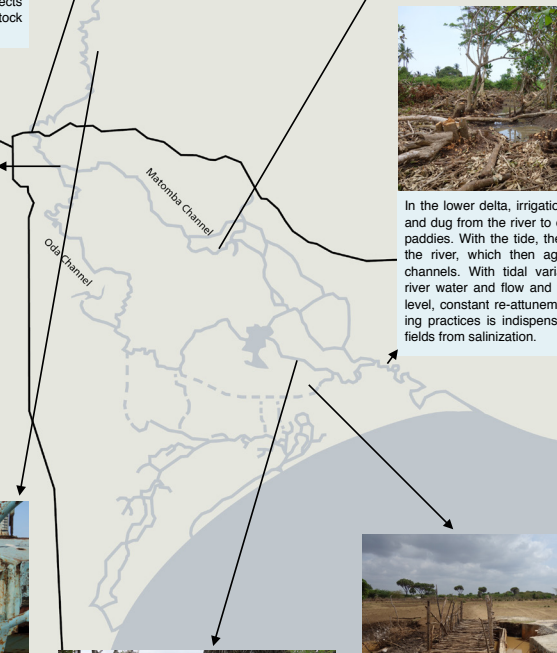 tock
Matomba Channel
Oda Channel
In the lower delta, irrigatio
and dug from the river to
paddies. With the tide, the
the river, which then ag
channels. With tidal vari
river water and flow and
level, constant re-attunem
ing practices is indispens
fields from salinization.